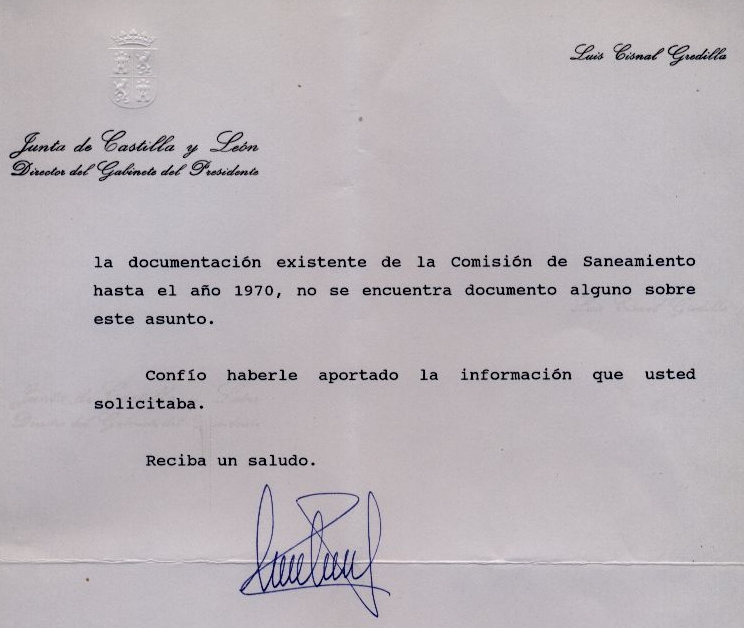 Luis Cisnal Gredilla
Junta de Castilla y León
Director del Gabinete del Presidente
la documentación existente de la Comisión de Saneamiento
hasta el año 1970, no se encuentra documento alguno sobre
este asunto.
Confío haberle aportado la información que usted
solicitaba.
Reciba un saludo.